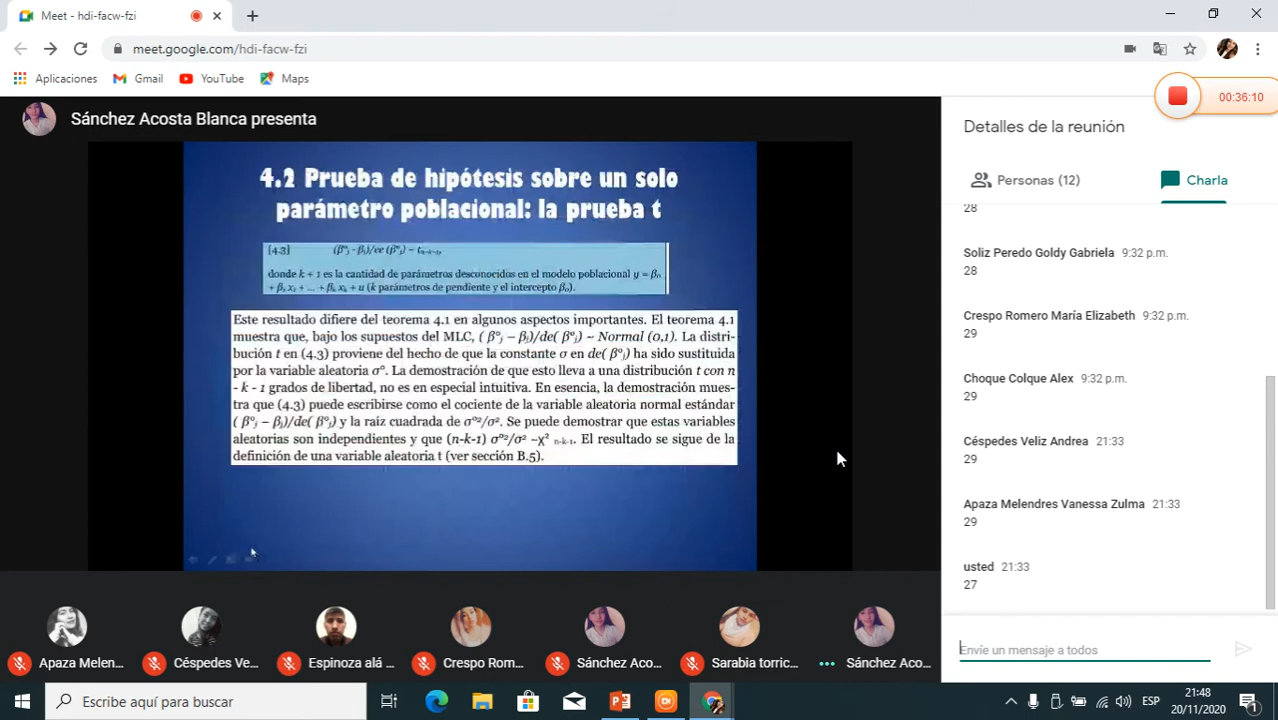 Meet - hdi-facw-fzi
meet.google.com/hdi-facw-fzi
Aplicaciones
Gmail
YouTube
Maps
00:36:10
Sánchez Acosta Blanca presenta
4.2 Prueba de hipótesis sobre un solo
parámetro poblacional: la prueba t
[4.3] (β°j -βj)/ee (β°j) ~ tn-k-1,
donde k + 1 es la cantidad de parámetros desconocidos en el modelo poblacional y = β0
+ β1 x1 + ... + βk xk + u (k parámetros de pendiente y el intercepto β0).
Este resultado difiere del teorema 4.1 en algunos aspectos importantes. El teorema 4.1
muestra que, bajo los supuestos del MLC, ( β°j – βj)/de( β°j) ~ Normal (0,1). La distri-
bución t en (4.3) proviene del hecho de que la constante σ en de( β°j) ha sido sustituida
por la variable aleatoria σ°. La demostración de que esto lleva a una distribución t con n
- k - 1 grados de libertad, no es en especial intuitiva. En esencia, la demostración mues-
tra que (4.3) puede escribirse como el cociente de la variable aleatoria normal estándar
( β°j – βj)/de( β°j) y la raíz cuadrada de σ°²/σ². Se puede demostrar que estas variables
aleatorias son independientes y que (n-k-1) σ°²/σ² ~χ² n-k-1. El resultado se sigue de la
definición de una variable aleatoria t (ver sección B.5).
Detalles de la reunión
Personas (12)
Charla
28
Soliz Peredo Goldy Gabriela 9:32 p.m.
28
Crespo Romero María Elizabeth 9:32 p.m.
29
Choque Colque Alex 9:32 p.m.
29
Céspedes Veliz Andrea 21:33
29
Apaza Melendres Vanessa Zulma 21:33
29
usted 21:33
27
Envíe un mensaje a todos
Apaza Melen...
Céspedes Ve...
Espinoza alá ...
Crespo Rom...
Sánchez Aco...
Sarabia torric...
Sánchez Aco...
Escribe aquí para buscar
ESP
21:48
20/11/2020
1